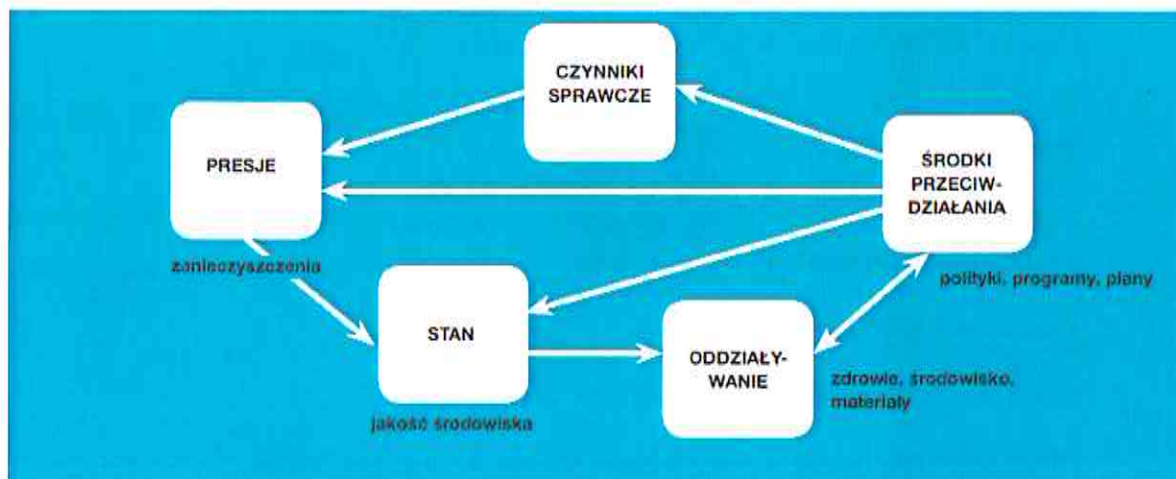 CZYNNIKI
SPRAWCZE
PRESJE
ŚRODKI
PRZECIW-
DZIAŁANIA
zanieczyszczenia
polityki, programy, plany
STAN
ODDZIAŁY-
WANIE
zdrowie, środowisko,
materiały
jakość środowiska